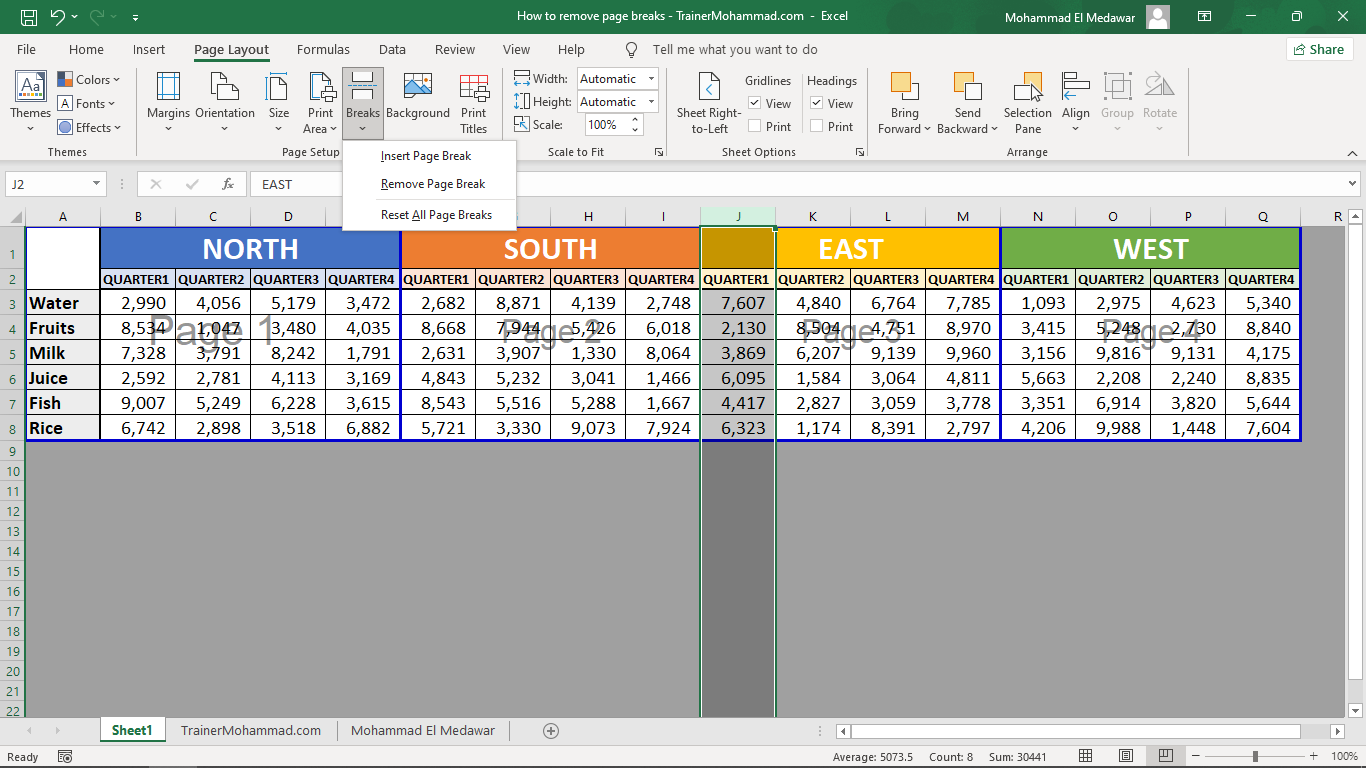 How to remove page breaks - TrainerMohammad.com - Excel
Mohammad El Medawar
File Home Insert Page Layout Formulas Data Review View Help Tell me what you want to do Share
Themes
Colors
Fonts
Effects
Themes
Margins
Orientation
Size
Print Area
Breaks
Background
Print Titles
Page Setup
Width: Automatic
Height: Automatic
Scale: 100%
Scale to Fit
Sheet Right-to-Left
Gridlines
View
Print
Headings
View
Print
Sheet Options
Bring Forward
Send Backward
Selection Pane
Align
Group
Rotate
Arrange
Insert Page Break
Remove Page Break
Reset All Page Breaks
J2
fx
EAST
A B C D H I J K L M N O P Q R
1 NORTH SOUTH EAST WEST
2 QUARTER1 QUARTER2 QUARTER3 QUARTER4 QUARTER1 QUARTER2 QUARTER3 QUARTER4 QUARTER1 QUARTER2 QUARTER3 QUARTER4 QUARTER1 QUARTER2 QUARTER3 QUARTER4
3 Water 2,990 4,056 5,179 3,472 2,682 8,871 4,139 2,748 7,607 4,840 6,764 7,785 1,093 2,975 4,623 5,340
4 Fruits 8,534 1,047 3,480 4,035 8,668 7,944 5,426 6,018 2,130 8,504 4,751 8,970 3,415 5,248 2,730 8,840
Page 1 Page 2 Page 3 Page 4
5 Milk 7,328 3,791 8,242 1,791 2,631 3,907 1,330 8,064 3,869 6,207 9,139 9,960 3,156 9,816 9,131 4,175
6 Juice 2,592 2,781 4,113 3,169 4,843 5,232 3,041 1,466 6,095 1,584 3,064 4,811 5,663 2,208 2,240 8,835
7 Fish 9,007 5,249 6,228 3,615 8,543 5,516 5,288 1,667 4,417 2,827 3,059 3,778 3,351 6,914 3,820 5,644
8 Rice 6,742 2,898 3,518 6,882 5,721 3,330 9,073 7,924 6,323 1,174 8,391 2,797 4,206 9,988 1,448 7,604
9
10
11
12
13
14
15
16
17
18
19
20
21
22
Sheet1 TrainerMohammad.com Mohammad El Medawar
Ready
Average: 5073.5 Count: 8 Sum: 30441 100%